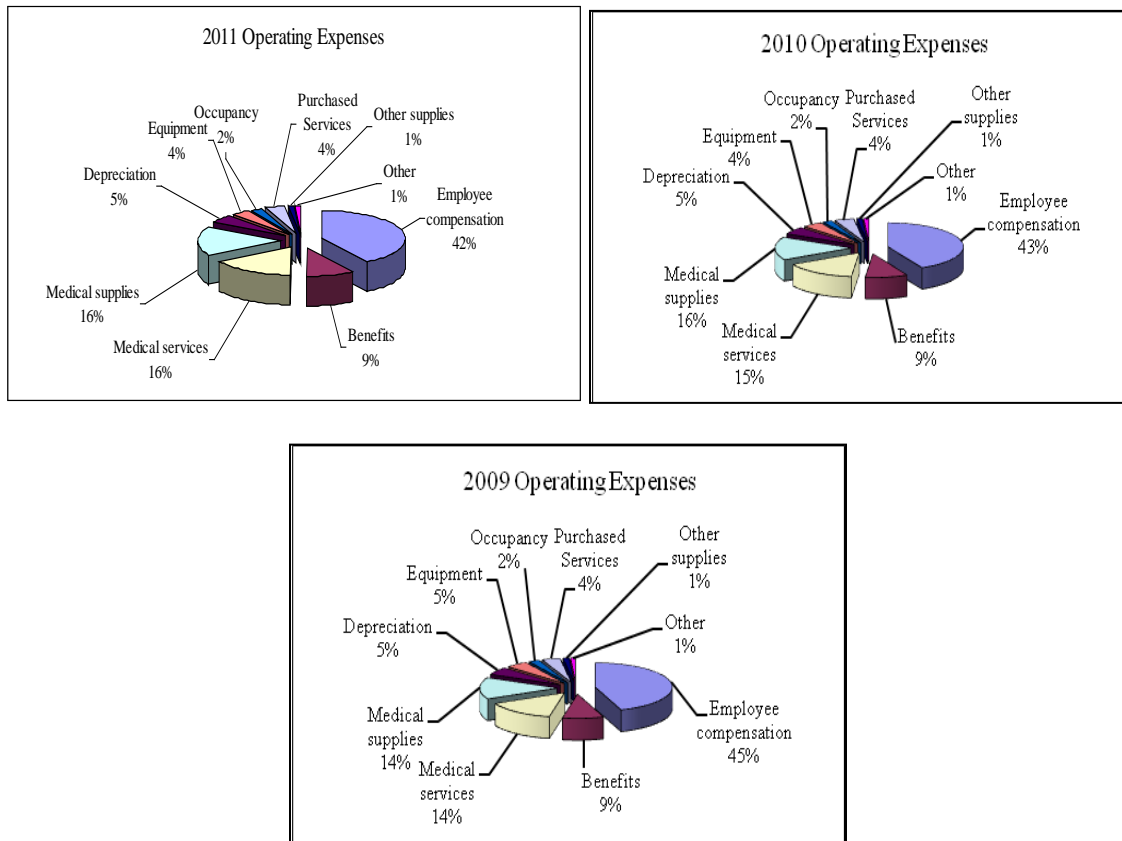 2011 Operating Expenses
Purchased
Services
4%
Occupancy
2%
Other supplies
1%
Equipment
4%
Other
1%
Depreciation
5%
Employee
compensation
42%
Medical supplies
16%
Benefits
9%
Medical services
16%
2010 Operating Expenses
Other
supplies
1%
Occupancy
2%
Purchased
Services
4%
Equipment
4%
Other
1%
Depreciation
5%
Employee
compensation
43%
Medical
supplies
16%
Medical
services
15%
Benefits
9%
2009 Operating Expenses
Other
supplies
1%
Occupancy
2%
Purchased
Services
4%
Equipment
5%
Other
1%
Depreciation
5%
Employee
compensation
45%
Medical
supplies
14%
Medical
services
14%
Benefits
9%